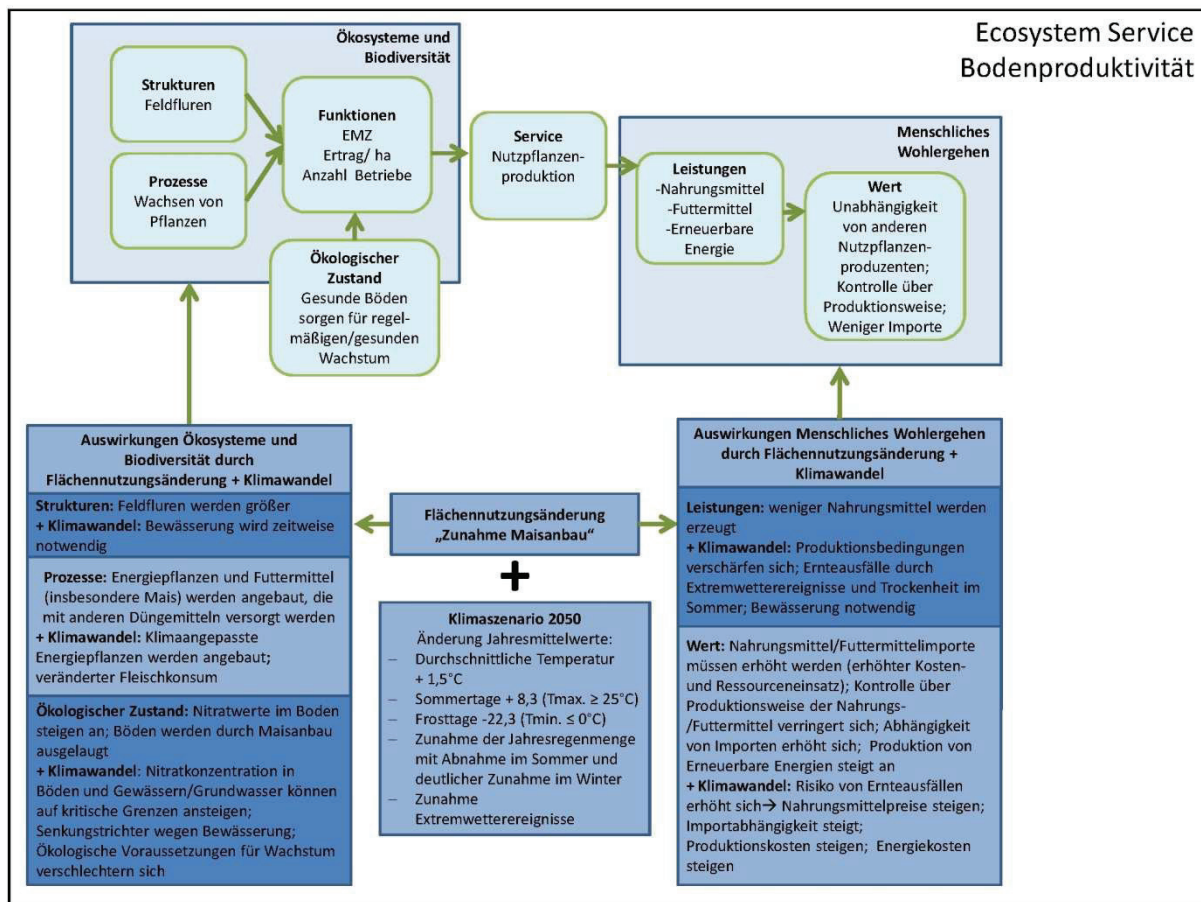 Ecosystem Service
Bodenproduktivität
Ökosysteme und
Biodiversität
Strukturen
Feldfluren
Prozesse
Wachsen von
Pflanzen
Funktionen
EMZ
Ertrag/ ha
Anzahl Betriebe
Ökologischer
Zustand
Gesunde Böden
sorgen für regel-
mäßigen/gesunden
Wachstum
Service
Nutzpflanzen-
produktion
Menschliches
Wohlergehen
Leistungen
-Nahrungsmittel
-Futtermittel
-Erneuerbare
Energie
Wert
Unabhängigkeit
von anderen
Nutzpflanzen-
produzenten;
Kontrolle über
Produktionsweise;
Weniger Importe
Auswirkungen Ökosysteme und
Biodiversität durch
Flächennutzungsänderung + Klimawandel
Strukturen: Feldfluren werden größer
+ Klimawandel: Bewässerung wird zeitweise
notwendig
Prozesse: Energiepflanzen und Futtermittel
(insbesondere Mais) werden angebaut, die
mit anderen Düngemitteln versorgt werden
+ Klimawandel: Klimaangepasste
Energiepflanzen werden angebaut;
veränderter Fleischkonsum
Ökologischer Zustand: Nitratwerte im Boden
steigen an; Böden werden durch Maisanbau
ausgelaugt
+ Klimawandel: Nitratkonzentration in
Böden und Gewässern/Grundwasser können
auf kritische Grenzen ansteigen;
Senkungstrichter wegen Bewässerung;
Ökologische Voraussetzungen für Wachstum
verschlechtern sich
Flächennutzungsänderung
„Zunahme Maisanbau“
+
Klimaszenario 2050
Änderung Jahresmittelwerte:
– Durchschnittliche Temperatur
+ 1,5°C
– Sommertage + 8,3 (Tmax. ≥ 25°C)
– Frosttage -22,3 (Tmin. ≤ 0°C)
– Zunahme der Jahresregenmenge
mit Abnahme im Sommer und
deutlicher Zunahme im Winter
– Zunahme
Extremwetterereignisse
Auswirkungen Menschliches Wohlergehen
durch Flächennutzungsänderung +
Klimawandel
Leistungen: weniger Nahrungsmittel werden
erzeugt
+ Klimawandel: Produktionsbedingungen
verschärfen sich; Ernteausfälle durch
Extremwetterereignisse und Trockenheit im
Sommer; Bewässerung notwendig
Wert: Nahrungsmittel/Futtermittelimporte
müssen erhöht werden (erhöhter Kosten-
und Ressourceneinsatz); Kontrolle über
Produktionsweise der Nahrungs-
/Futtermittel verringert sich; Abhängigkeit
von Importen erhöht sich; Produktion von
Erneuerbare Energien steigt an
+ Klimawandel: Risiko von Ernteausfällen
erhöht sich→ Nahrungsmittelpreise steigen;
Importabhängigkeit steigt;
Produktionskosten steigen; Energiekosten
steigen